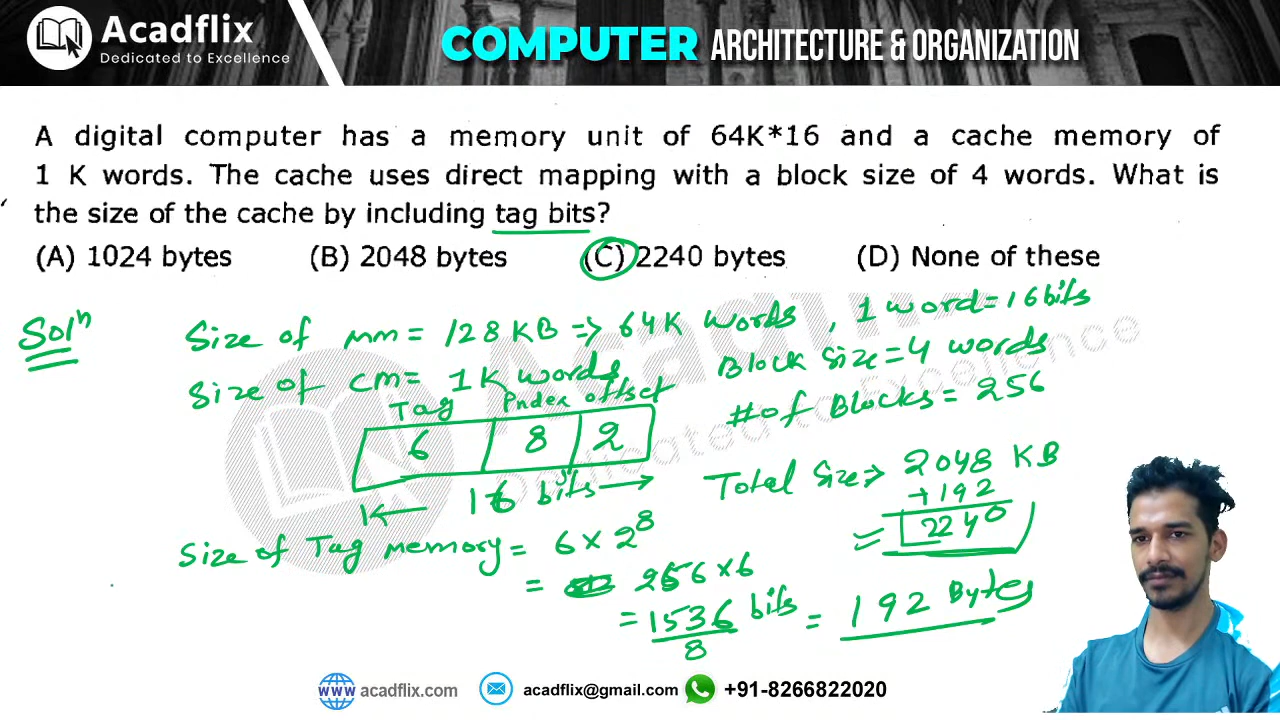 Acadflix
Dedicated to Excellence
COMPUTER ARCHITECTURE & ORGANIZATION
A digital computer has a memory unit of 64K*16 and a cache memory of
1 K words. The cache uses direct mapping with a block size of 4 words. What is
the size of the cache by including tag bits?
(A) 1024 bytes (B) 2048 bytes (C) 2240 bytes (D) None of these
Solⁿ
Size of mm = 128 KB => 64K words, 1 word = 16 bits
Size of cm = 1K words
Block size = 4 words
# of Blocks = 256
Tag Index offset
6 8 2
16 bits
Total size => 2048 KB
+192
= 2240
Size of Tag memory = 6 × 2⁸
= 256 × 6
= 1536 bits = 192 Bytes
8
Acadflix
Dedicated to Excellence
www acadflix.com acadflix@gmail.com +91-8266822020